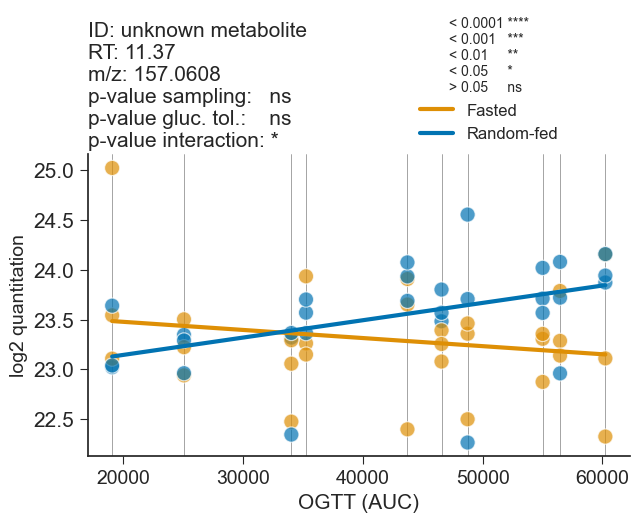 ID: unknown metabolite
RT: 11.37
m/z: 157.0608
p-value sampling: ns
p-value gluc. tol.: ns
p-value interaction: *
< 0.0001 ****
< 0.001 ***
< 0.01 **
< 0.05 *
> 0.05 ns
Fasted
Random-fed
log2 quantitation
25.0
24.5
24.0
23.5
23.0
22.5
20000 30000 40000 50000 60000
OGTT (AUC)